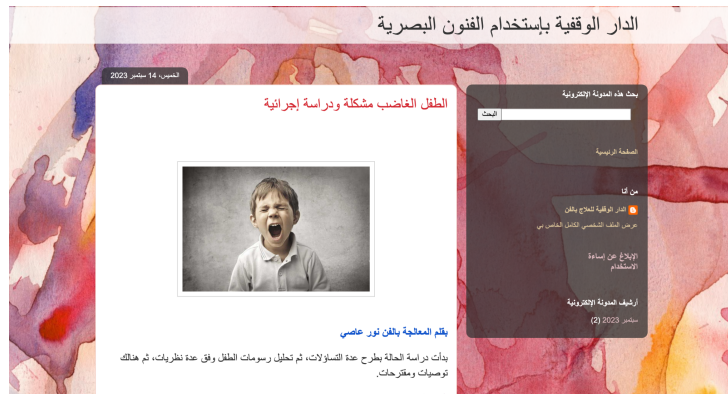 الدار الوقفية بإستخدام الفنون البصرية
بحث هذه المدونة الإلكترونية
البحث
الصفحة الرئيسية
من أنا
الدار الوقفية للعلاج بالفن
عرض الملف الشخصي الكامل الخاص بي
الإبلاغ عن إساءة
الاستخدام
أرشيف المدونة الإلكترونية
سبتمبر 2023 (2)
الخميس، 14 سبتمبر 2023
الطفل الغاضب مشكلة ودراسة إجرائية
بقلم المعالجة بالفن نور عاصي
بدأت دراسة الحالة بطرح عدة التساؤلات، ثم تحليل رسومات الطفل وفق عدة نظريات، ثم هنالك
توصيات ومقترحات.